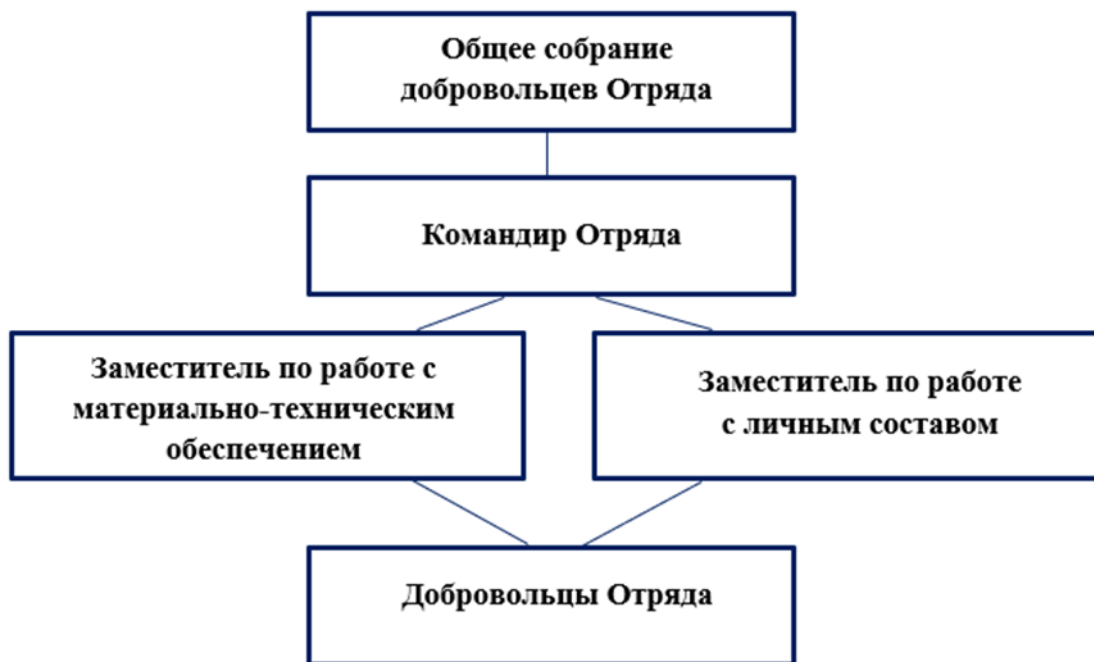 Общее собрание
добровольцев Отряда
Командир Отряда
Заместитель по работе с
материально-техническим
обеспечением
Заместитель по работе
с личным составом
Добровольцы Отряда